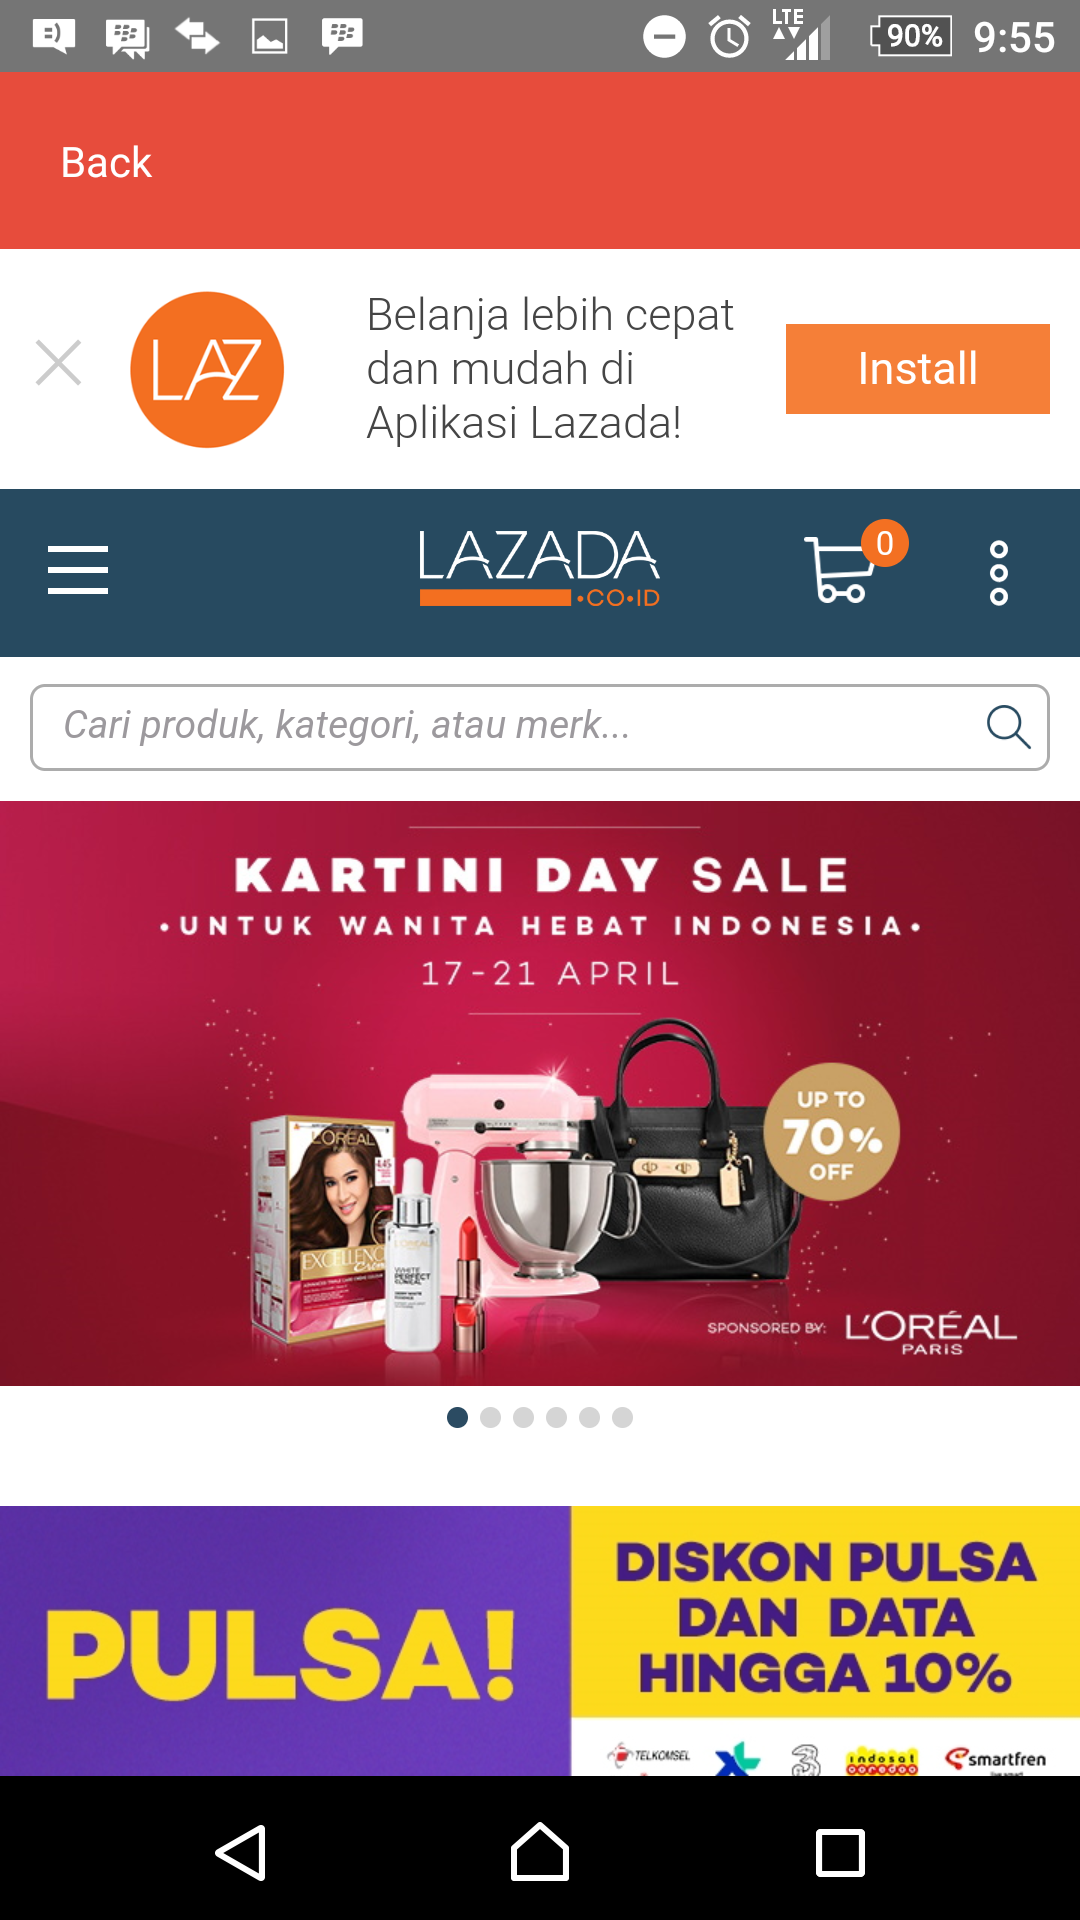 LTE
90%
9:55
Back
LAZ
Belanja lebih cepat
dan mudah di
Aplikasi Lazada!
Install
LAZADA
•CO•ID
0
Cari produk, kategori, atau merk...
KARTINI DAY SALE
•UNTUK WANITA HEBAT INDONESIA•
17-21 APRIL
UP TO
70%
OFF
L'ORÉAL
EXCELLENCE
Crème
WHITE
PERFECT
CLINICAL
SPONSORED BY:
L'ORÉAL
PARIS
PULSA!
DISKON PULSA
DAN DATA
HINGGA 10%
TELKOMSEL
XL
3
indosat
ooredoo
smartfren